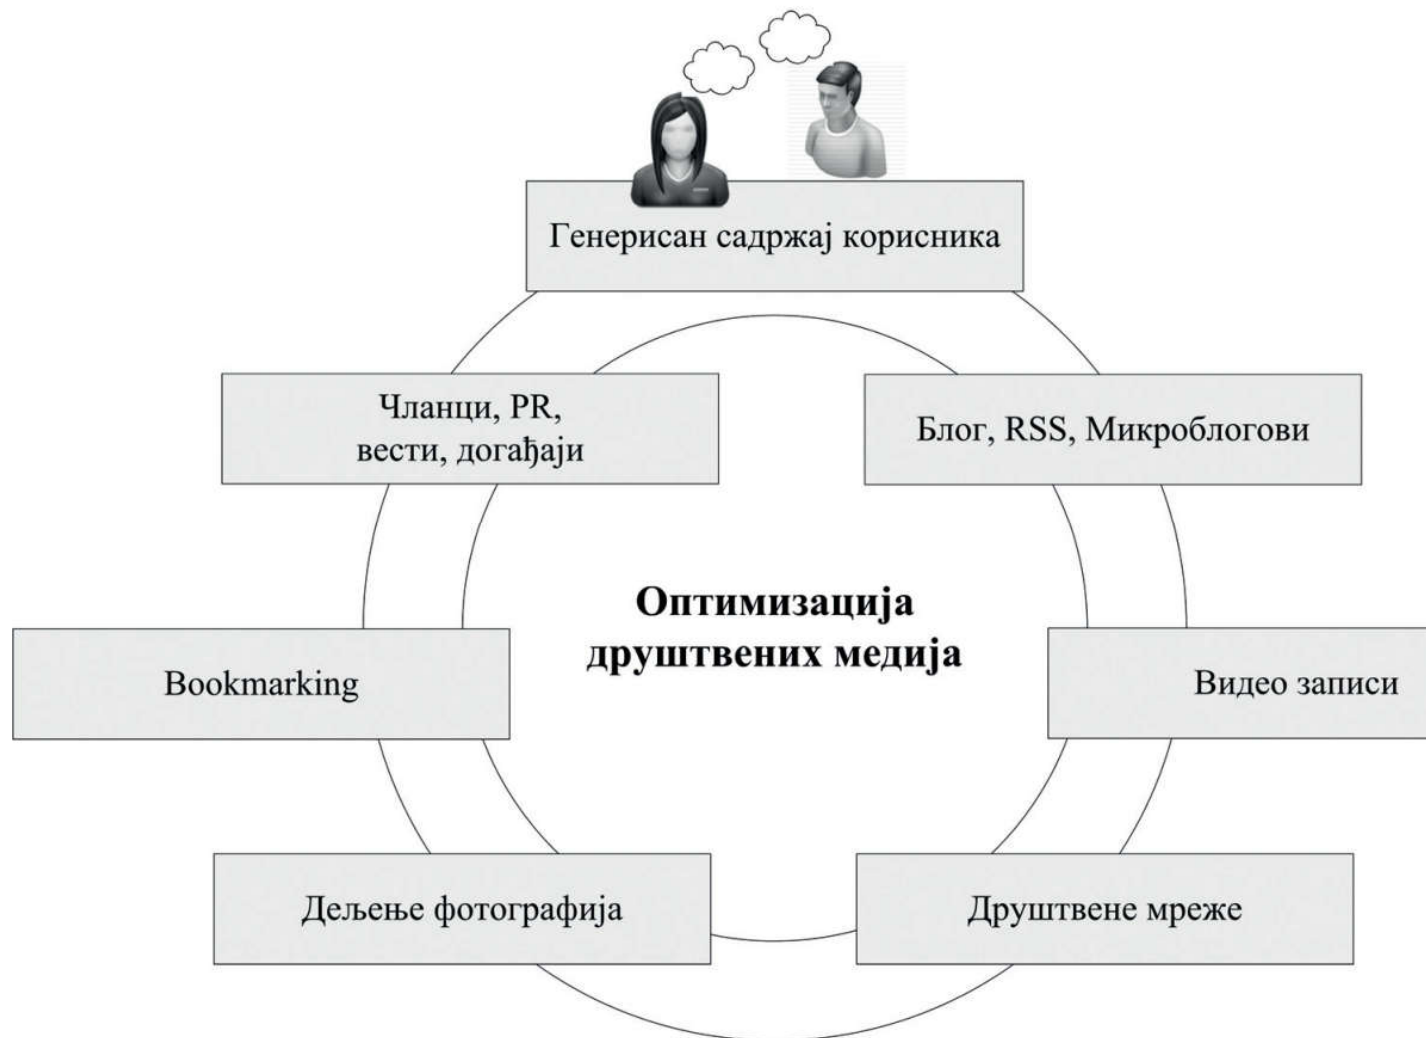 Генерисан садржај корисника
Чланци, PR,
вести, догађаји
Блог, RSS, Микроблогови
Оптимизација
друштвених медија
Bookmarking
Видео записи
Дељење фотографија
Друштвене мреже